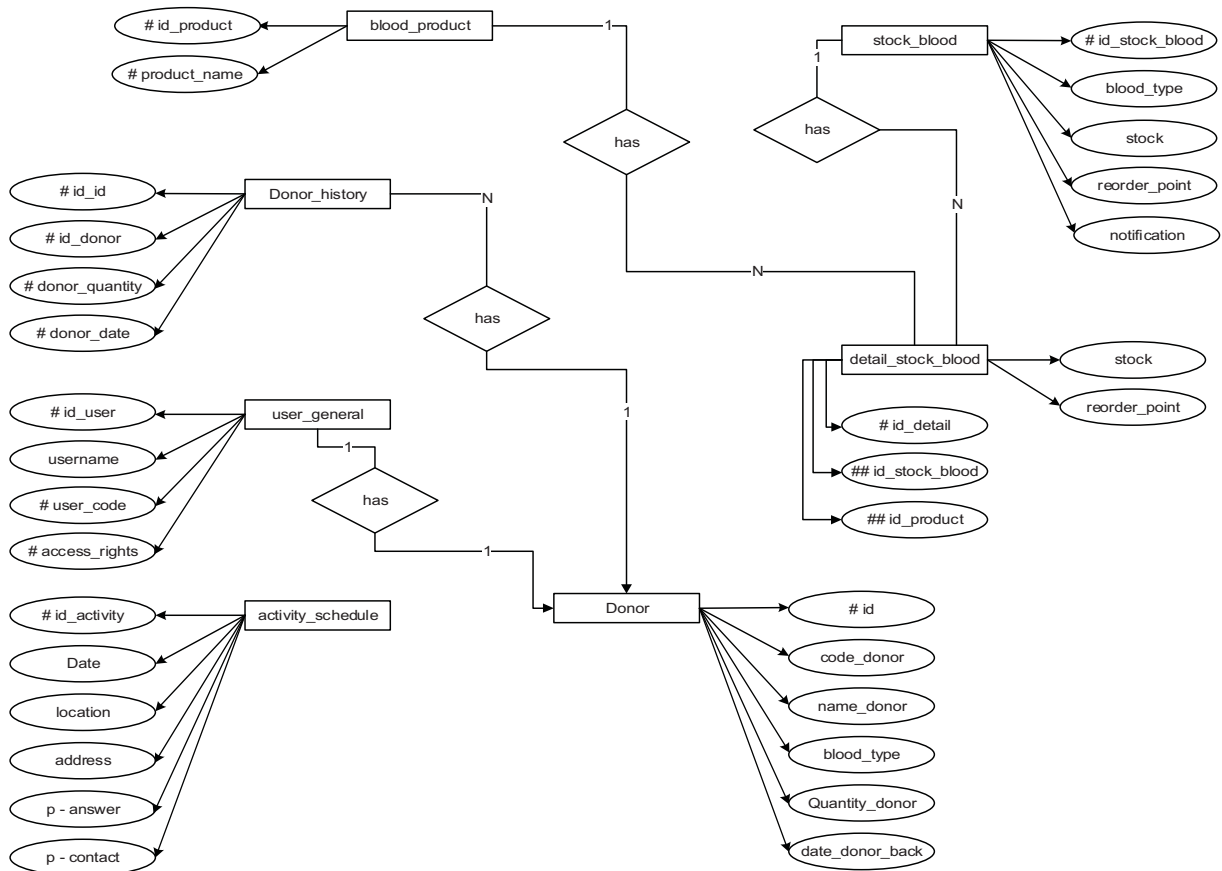 # id_product
blood_product
1
stock_blood
# id_stock_blood
# product_name
1
blood_type
has
has
stock
# id_id
Donor_history
N
reorder_point
N
# id_donor
notification
# donor_quantity
N
has
# donor_date
detail_stock_blood
stock
# id_user
user_general
1
reorder_point
# id_detail
username
1
## id_stock_blood
# user_code
has
## id_product
# access_rights
1
# id_activity
activity_schedule
Donor
# id
Date
code_donor
location
name_donor
address
blood_type
p - answer
Quantity_donor
p - contact
date_donor_back